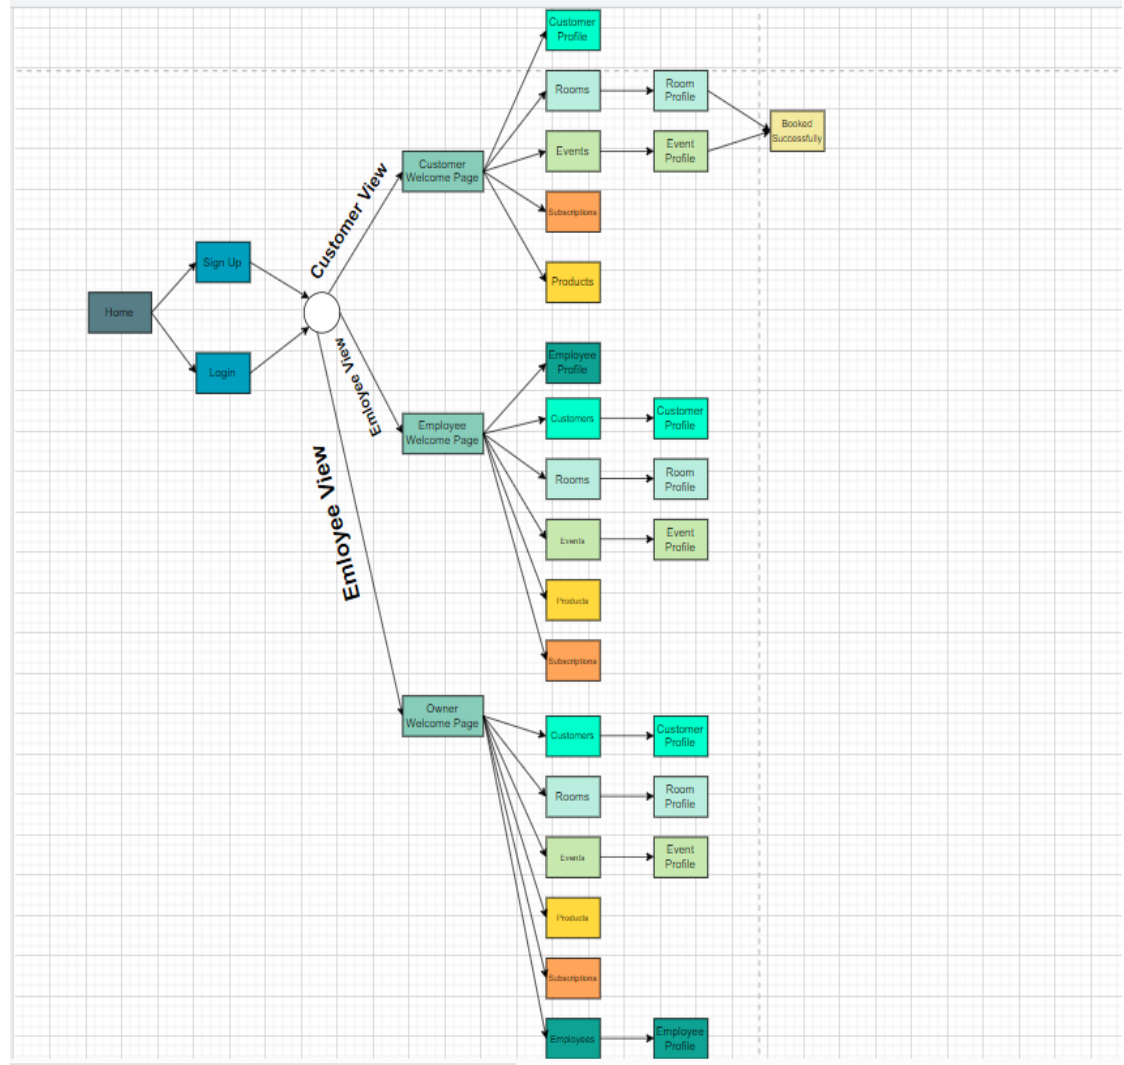 Customer
Profile
Rooms
Room
Profile
Booked
Successfully
Events
Event
Profile
Customer
Welcome Page
Subscriptions
Products
Customer View
Sign Up
Home
Login
Emloyee View
Employee
Profile
Customers
Customer
Profile
Employee
Welcome Page
Rooms
Room
Profile
Events
Event
Profile
Products
Subscriptions
Emloyee View
Owner
Welcome Page
Customers
Customer
Profile
Rooms
Room
Profile
Events
Event
Profile
Products
Subscriptions
Employees
Employee
Profile